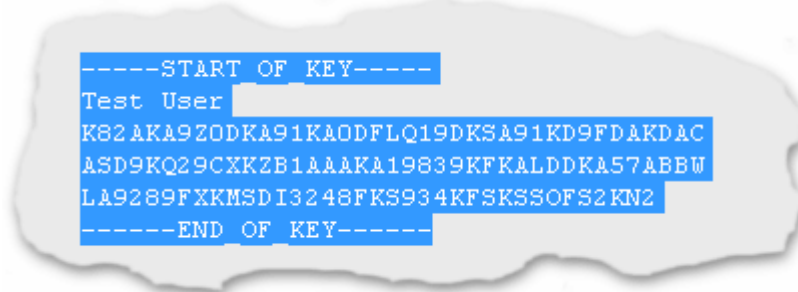 -----START_OF_KEY-----
Test User
K82AKA9ZODKA91KAODFLQ19DKSA91KD9FDAKDAC
ASD9KQ29CXKZB1AAAKA19839KFKALDDKA57ABBW
LA9289FXKMSDI3248FKS934KFSKSSOFS2KN2
------END_OF_KEY------